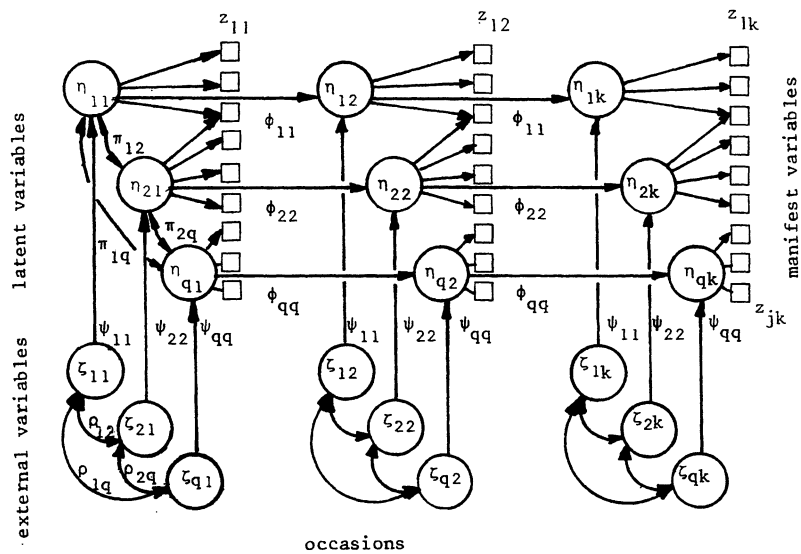 z11 z12 z1k
η11 η12 η1k
ϕ11 ϕ11
π12
η21 η22 η2k
ϕ22 ϕ22
π2q
π1q
ηq1 ηq2 ηqk
ϕqq ϕqq
zjk
ψ11 ψ22 ψqq ψ11 ψ22 ψqq ψ11 ψ22 ψqq
ζ11 ζ12 ζ1k
ρ12
ζ21 ζ22 ζ2k
ρ1q ρ2q
ζq1 ζq2 ζqk
occasions
latent variables
external variables
manifest variables